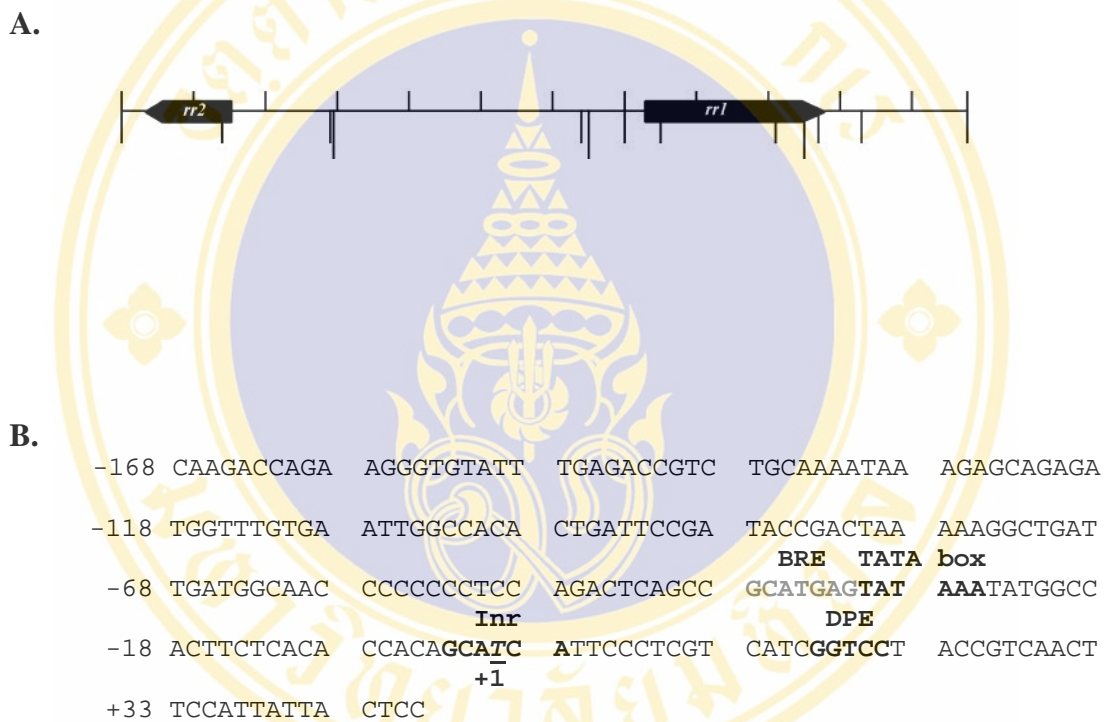 A.
rr2 rr1
B.
-168 CAAGACCAGA AGGGTGTATT TGAGACCGTC TGCAAAATAA AGAGCAGAGA
-118 TGGTTTGTGA ATTGGCCACA CTGATTCCGA TACCGACTAA AAAGGCTGAT
BRE TATA box
-68 TGATGGCAAC CCCCCCCTCC AGACTCAGCC GCATGAGTAT AAATATGGCC
Inr DPE
-18 ACTTCTCACA CCACAGCATC ATTCCCTCGT CATCGGTCCT ACCGTCAACT
+1
+33 TCCATTATTA CTCC